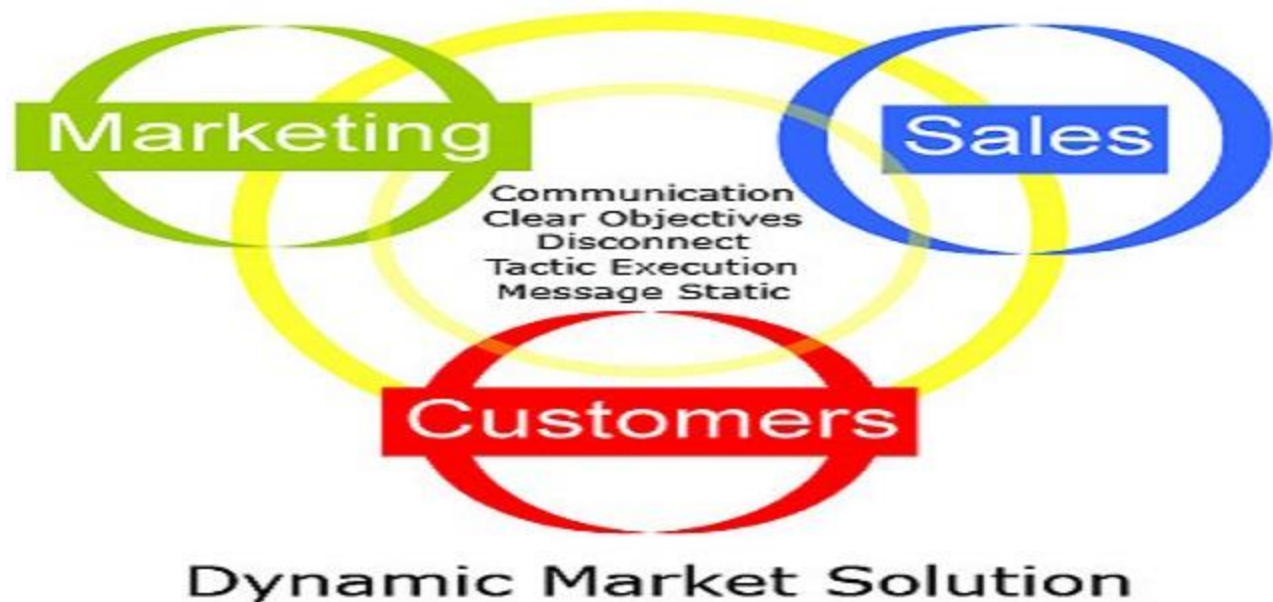 Marketing
Sales
Communication
Clear Objectives
Disconnect
Tactic Execution
Message Static
Customers
Dynamic Market Solution